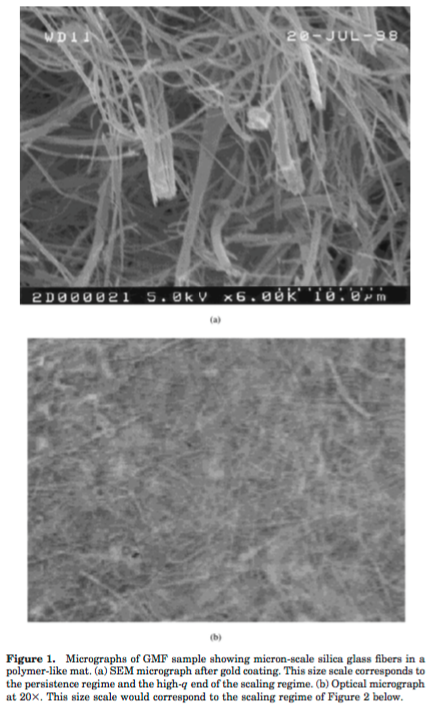 WD11 20-JUL-98
2D000021 5.0kV x6.00K 10.0µm
(a)
(b)
Figure 1. Micrographs of GMF sample showing micron-scale silica glass fibers in a
polymer-like mat. (a) SEM micrograph after gold coating. This size scale corresponds to
the persistence regime and the high-q end of the scaling regime. (b) Optical micrograph
at 20×. This size scale would correspond to the scaling regime of Figure 2 below.